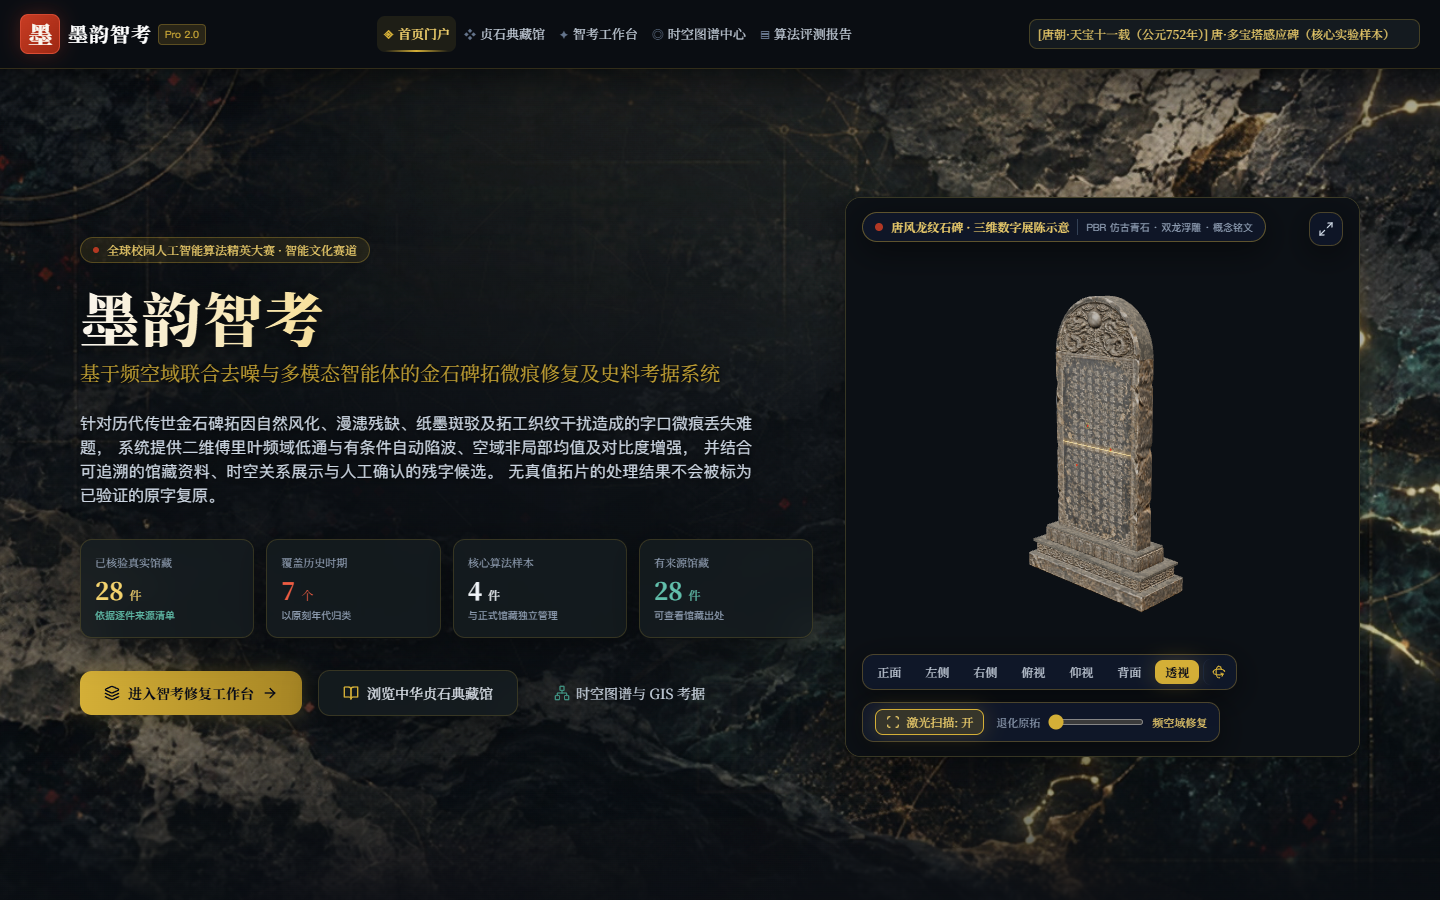 墨 墨韵智考 Pro 2.0
首页门户 贞石典藏馆 智考工作台 时空图谱中心 算法评测报告
[唐朝·天宝十一载（公元752年）] 唐·多宝塔感应碑（核心实验样本）
全球校园人工智能算法精英大赛 · 智能文化赛道
墨韵智考
基于频空域联合去噪与多模态智能体的金石碑拓微痕修复及史料考据系统
针对历代传世金石碑拓因自然风化、漫漶残缺、纸墨斑驳及拓工织纹干扰造成的字口微痕丢失难
题， 系统提供二维傅里叶频域低通与有条件自动陷波、空域非局部均值及对比度增强， 并结合
可追溯的馆藏资料、时空关系展示与人工确认的残字候选。 无真值拓片的处理结果不会被标为
已验证的原字复原。
已核验真实馆藏
28 件
依据逐件来源清单
覆盖历史时期
7 个
以原刻年代归类
核心算法样本
4 件
与正式馆藏独立管理
有来源馆藏
28 件
可查看馆藏出处
进入智考修复工作台
浏览中华贞石典藏馆
时空图谱与 GIS 考据
唐风龙纹石碑 · 三维数字展陈示意 PBR 仿古青石 · 双龙浮雕 · 概念铭文
正面 左侧 右侧 俯视 仰视 背面 透视
激光扫描: 开 退化原拓 频空域修复